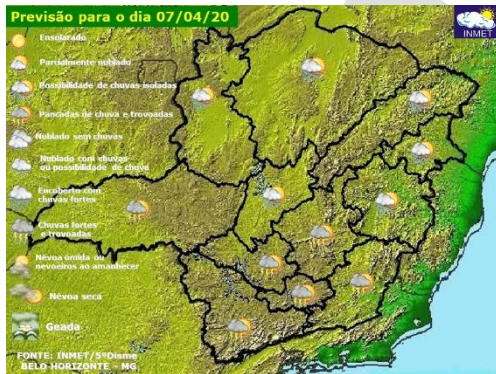 Previsão para o dia 07/04/20
INMET
Ensolarado
Parcialmente nublado
Possibilidade de chuvas isoladas
Pancadas de chuva e trovoadas
Nublado sem chuvas
Nublado com chuvas
ou possibilidade de chuva
Encoberto com
chuvas fortes
Chuvas fortes
e trovoadas
Névoa úmida ou
nevoeiros ao amanhecer
Névoa seca
Geada
FONTE: INMET/5ºDisme
BELO HORIZONTE - MG